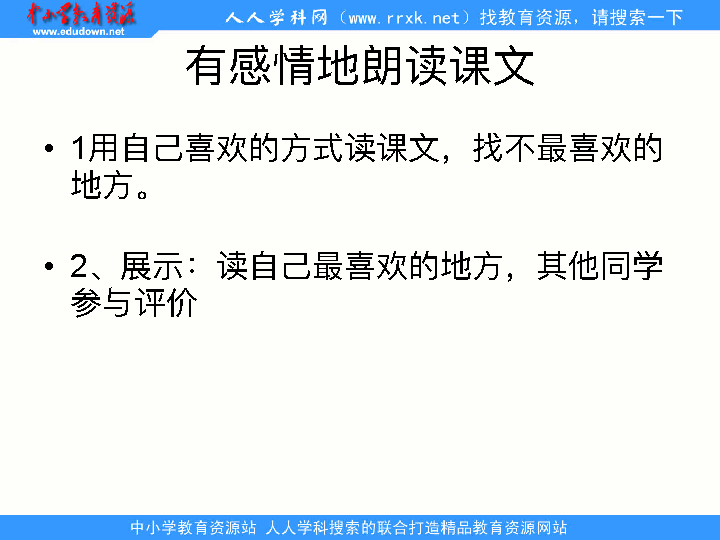 中小学教育资源
www.edudown.net
人人学科网（www.rrxk.net）找教育资源，请搜索一下
有感情地朗读课文
• 1用自己喜欢的方式读课文，找不最喜欢的
地方。
• 2、展示：读自己最喜欢的地方，其他同学
参与评价
中小学教育资源站 人人学科搜索的联合打造精品教育资源网站